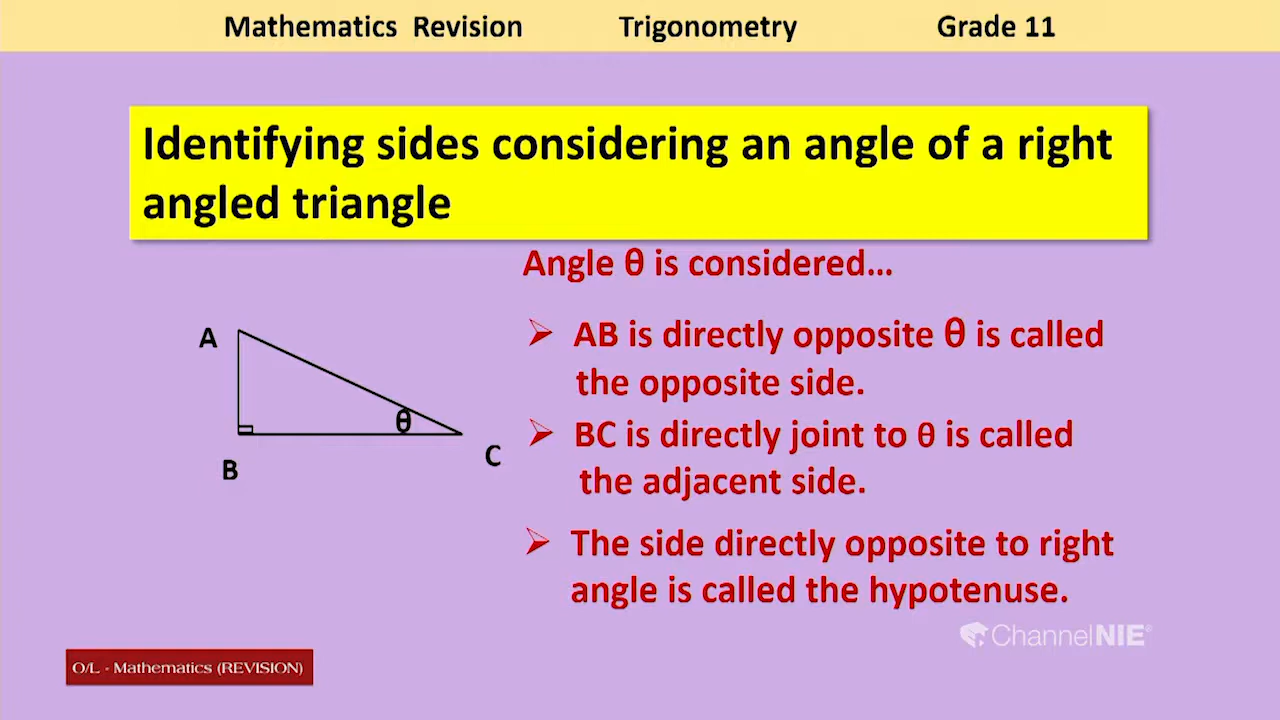 Mathematics Revision Trigonometry Grade 11
Identifying sides considering an angle of a right
angled triangle
Angle θ is considered...
A
➢ AB is directly opposite θ is called
the opposite side.
θ
➢ BC is directly joint to θ is called
C
B
the adjacent side.
➢ The side directly opposite to right
angle is called the hypotenuse.
ChannelNIE®
O/L - Mathematics (REVISION)